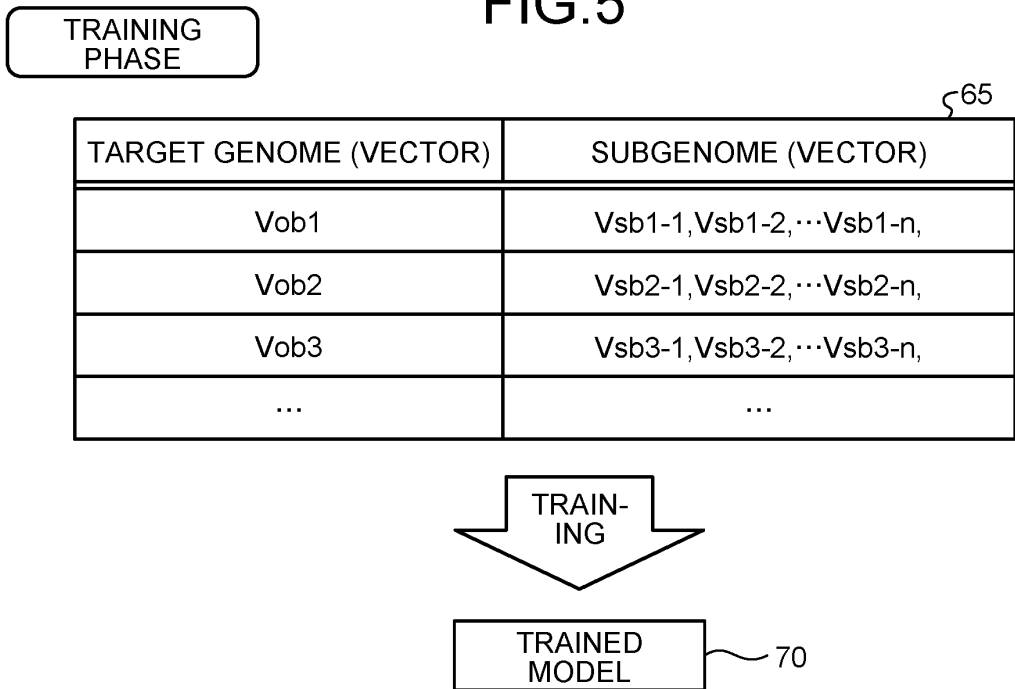 FIG.5
TRAINING
PHASE
65
TARGET GENOME (VECTOR) SUBGENOME (VECTOR)
Vob1 Vsb1-1,Vsb1-2,⋯Vsb1-n,
Vob2 Vsb2-1,Vsb2-2,⋯Vsb2-n,
Vob3 Vsb3-1,Vsb3-2,⋯Vsb3-n,
⋯ ⋯
TRAIN-
ING
TRAINED
MODEL
70